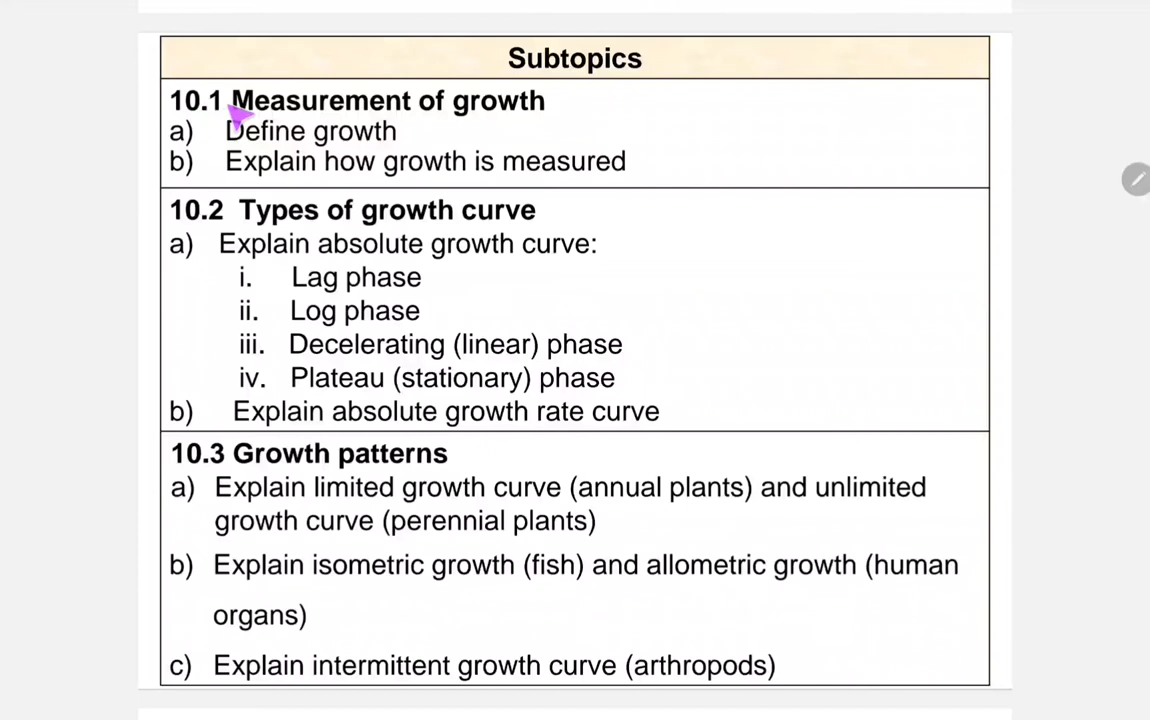 Subtopics
10.1 Measurement of growth
a) Define growth
b) Explain how growth is measured
10.2 Types of growth curve
a) Explain absolute growth curve:
i. Lag phase
ii. Log phase
iii. Decelerating (linear) phase
iv. Plateau (stationary) phase
b) Explain absolute growth rate curve
10.3 Growth patterns
a) Explain limited growth curve (annual plants) and unlimited
growth curve (perennial plants)
b) Explain isometric growth (fish) and allometric growth (human
organs)
c) Explain intermittent growth curve (arthropods)